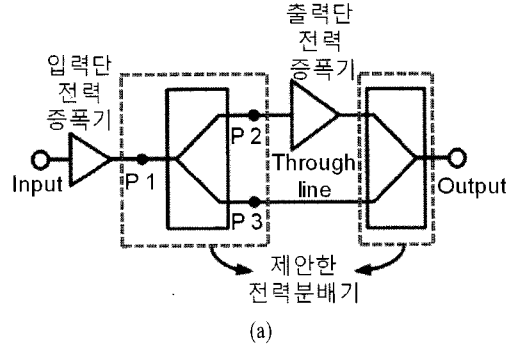 출력단
전력
증폭기
입력단
전력
증폭기
P 2
Through
line
Input
P 1
P 3
Output
제안한
전력분배기
(a)